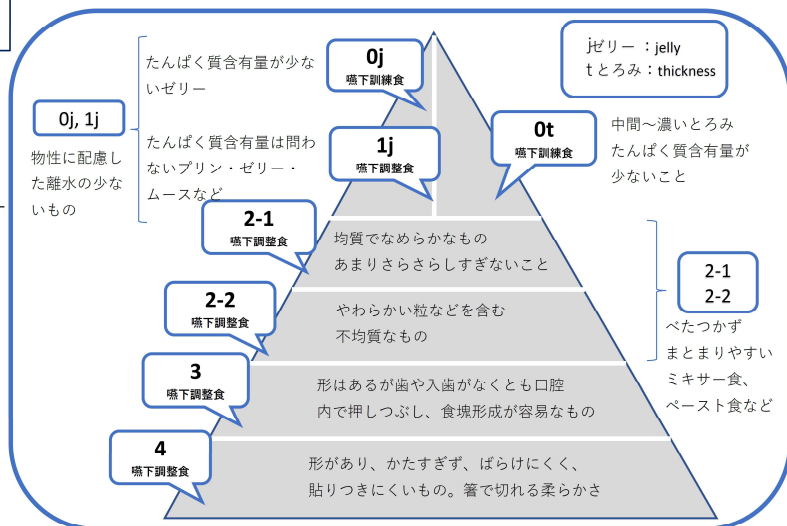 jゼリー：jelly
tとろみ：thickness
0j
嚥下訓練食
たんぱく質含有量が少な
いゼリー
0j, 1j
物性に配慮し
た離水の少な
いもの
たんぱく質含有量は問わ
ないプリン・ゼリー・
ムースなど
1j
嚥下調整食
0t
嚥下訓練食
中間～濃いとろみ
たんぱく質含有量が
少ないこと
2-1
嚥下調整食
均質でなめらかなもの
あまりさらさらしすぎないこと
2-2
嚥下調整食
やわらかい粒などを含む
不均質なもの
2-1
2-2
べたつかず
まとまりやすい
ミキサー食、
ペースト食など
3
嚥下調整食
形はあるが歯や入歯がなくとも口腔
内で押しつぶし、食塊形成が容易なもの
4
嚥下調整食
形があり、かたすぎず、ばらけにくく、
貼りつきにくいもの。箸で切れる柔らかさ